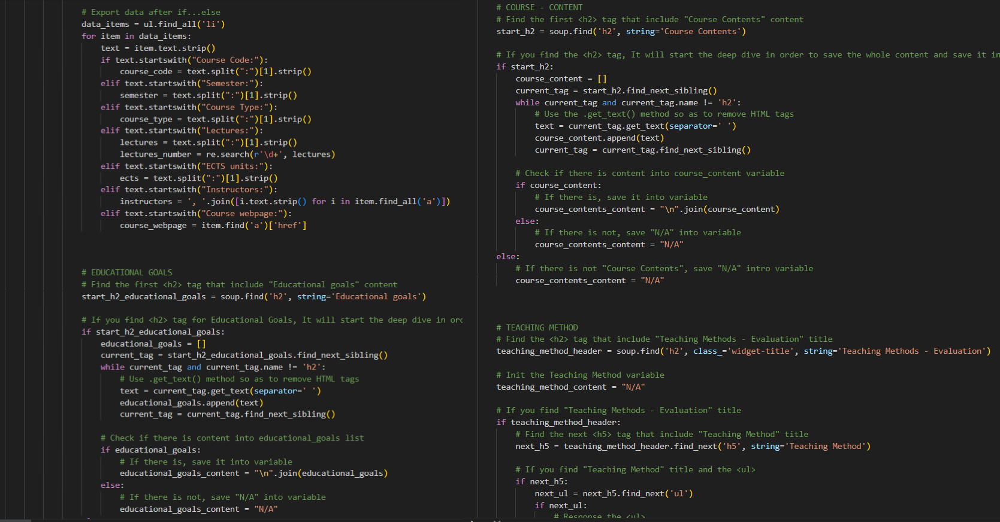 # Export data after if...else
data_items = ul.find_all('li')
for item in data_items:
    text = item.text.strip()
    if text.startswith("Course Code:"):
        course_code = text.split(":")[1].strip()
    elif text.startswith("Semester:"):
        semester = text.split(":")[1].strip()
    elif text.startswith("Course Type:"):
        course_type = text.split(":")[1].strip()
    elif text.startswith("Lectures:"):
        lectures = text.split(":")[1].strip()
        lectures_number = re.search(r'\d+', lectures)
    elif text.startswith("ECTS units:"):
        ects = text.split(":")[1].strip()
    elif text.startswith("Instructors:"):
        instructors = ', '.join([i.text.strip() for i in item.find_all('a')])
    elif text.startswith("Course webpage:"):
        course_webpage = item.find('a')['href']
# EDUCATIONAL GOALS
# Find the first <h2> tag that include "Educational goals" content
start_h2_educational_goals = soup.find('h2', string='Educational goals')
# If you find <h2> tag for Educational Goals, It will start the deep dive in
if start_h2_educational_goals:
    educational_goals = []
    current_tag = start_h2_educational_goals.find_next_sibling()
    while current_tag and current_tag.name != 'h2':
        # Use .get_text() method so as to remove HTML tags
        text = current_tag.get_text(separator=' ')
        educational_goals.append(text)
        current_tag = current_tag.find_next_sibling()
    # Check if there is content into educational_goals list
    if educational_goals:
        # If there is, save it into variable
        educational_goals_content = "\n".join(educational_goals)
    else:
        # If there is not, save "N/A" into variable
        educational_goals_content = "N/A"
# COURSE - CONTENT
# Find the first <h2> tag that include "Course Contents" content
start_h2 = soup.find('h2', string='Course Contents')
# If you find the <h2> tag, It will start the deep dive in order to save the whole content and save it in
if start_h2:
    course_content = []
    current_tag = start_h2.find_next_sibling()
    while current_tag and current_tag.name != 'h2':
        # Use the .get_text() method so as to remove HTML tags
        text = current_tag.get_text(separator=' ')
        course_content.append(text)
        current_tag = current_tag.find_next_sibling()
    # Check if there is content into course_content variable
    if course_content:
        # If there is, save it into variable
        course_contents_content = "\n".join(course_content)
    else:
        # If there is not, save "N/A" into variable
        course_contents_content = "N/A"
else:
    # If there is not "Course Contents", save "N/A" intro variable
    course_contents_content = "N/A"
# TEACHING METHOD
# Find the <h2> tag that include "Teaching Methods - Evaluation" title
teaching_method_header = soup.find('h2', class_='widget-title', string='Teaching Methods - Evaluation')
# Init the Teaching Method variable
teaching_method_content = "N/A"
# If you find "Teaching Methods - Evaluation" title
if teaching_method_header:
    # Find the next <h5> tag that include "Teaching Method" title
    next_h5 = teaching_method_header.find_next('h5', string='Teaching Method')
    # If you find "Teaching Method" title and the <ul>
    if next_h5:
        next_ul = next_h5.find_next('ul')
        if next_ul:
            # Response the <ul>